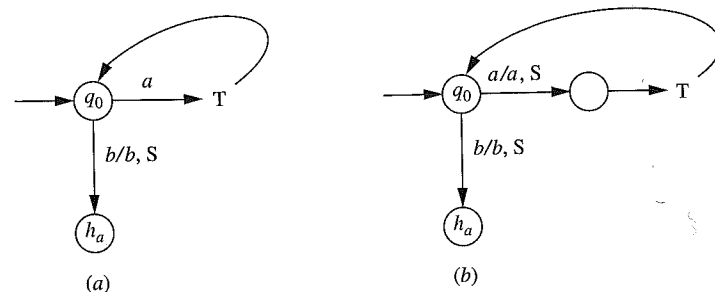 q₀ a T
b/b, S
hₐ
(a)
q₀ a/a, S T
b/b, S
hₐ
(b)